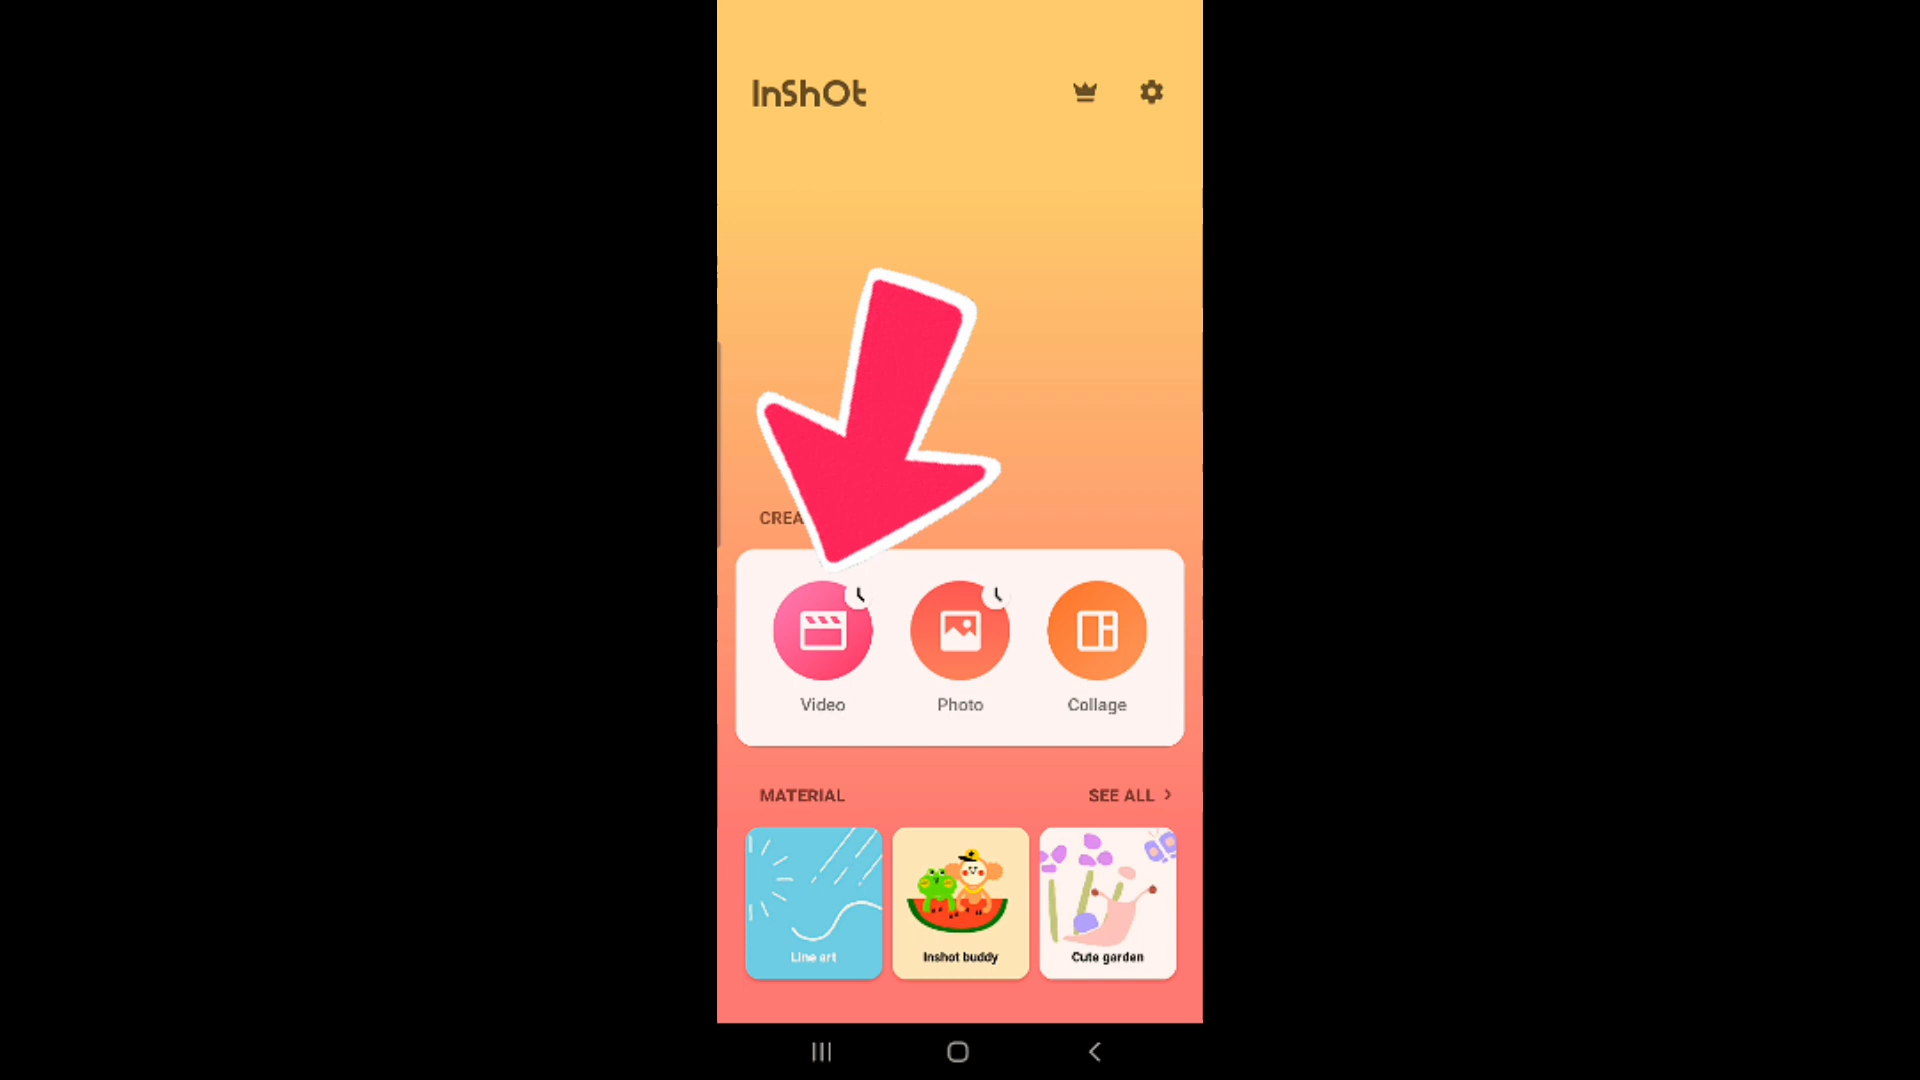 InShOt
CREA
Video
Photo
Collage
MATERIAL
SEE ALL >
Line art
Inshot buddy
Cute garden